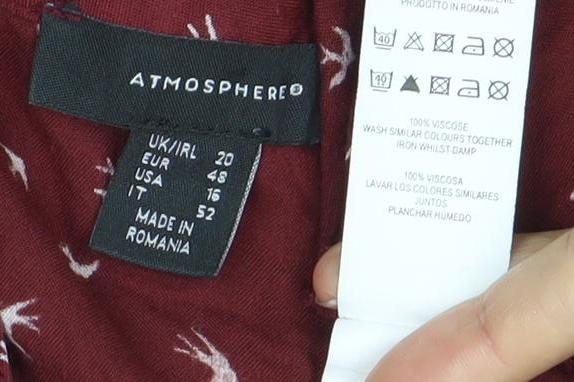 ATMOSPHERE
UK/IRL 20
EUR 48
USA 16
IT 52
MADE IN
ROMANIA
PRODOTTO IN ROMANIA
40
40
100% VISCOSE
WASH SIMILAR COLOURS TOGETHER
IRON WHILST DAMP
100% VISCOSA
LAVAR LOS COLORES SIMILARES
JUNTOS
PLANCHAR HÚMEDO